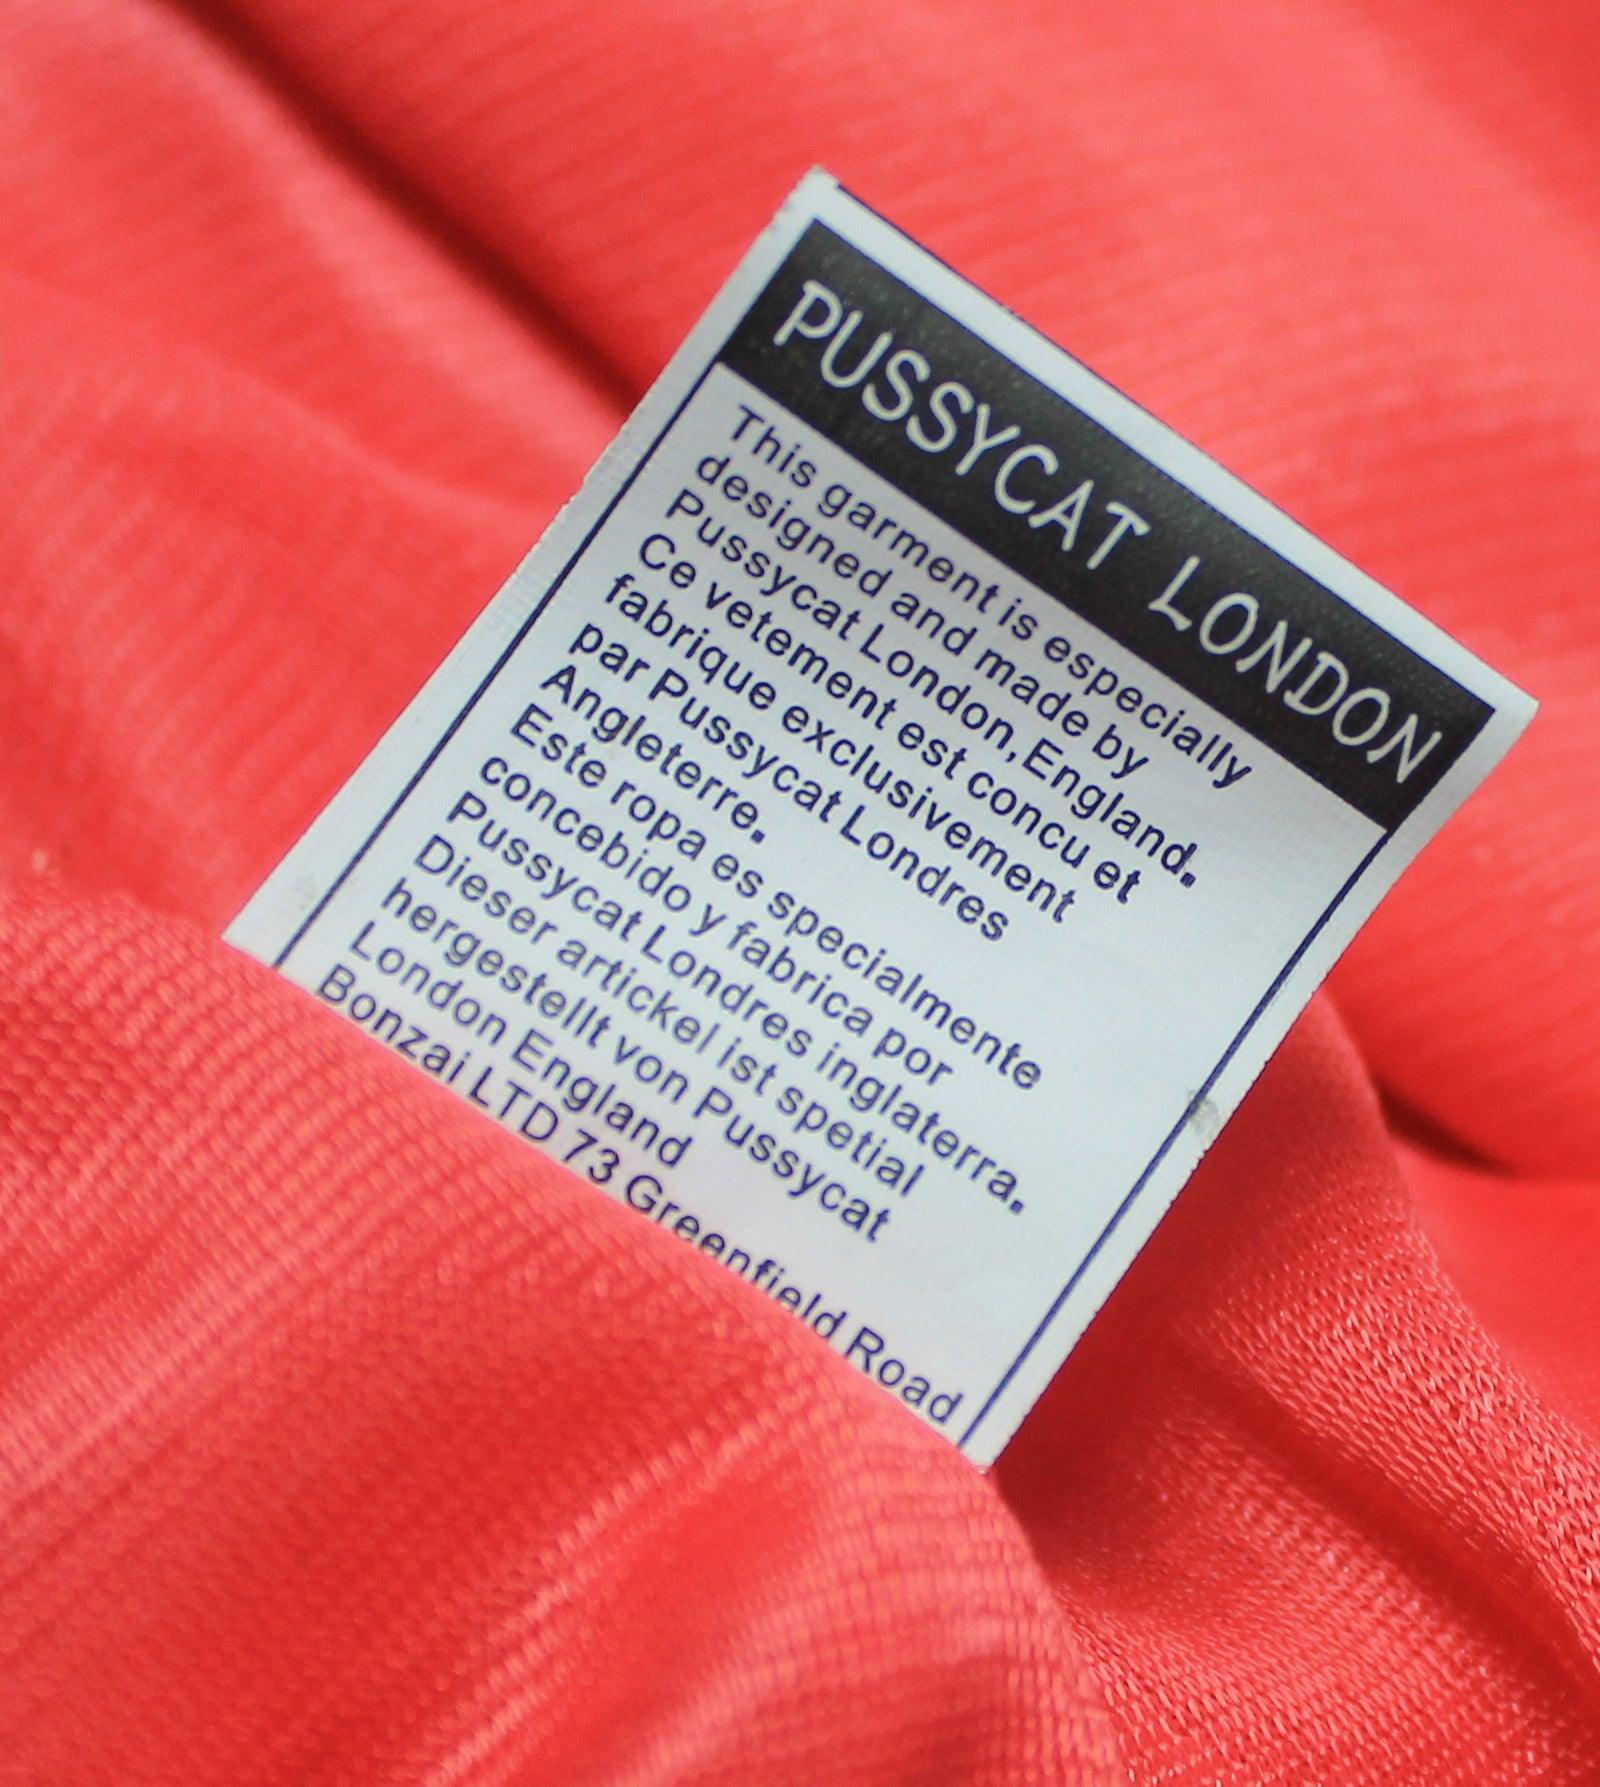 PUSSYCAT LONDON
This garment is especially
designed and made by
Pussycat London, England.
Ce vetement est concu et
fabrique exclusivement
par Pussycat Londres
Angleterre.
Este ropa es specialmente
concebido y fabrica por
Pussycat Londres inglaterra.
Dieser artickel ist spetial
hergestellt von Pussycat
London England
Bonzai LTD 73 Greenfield Road